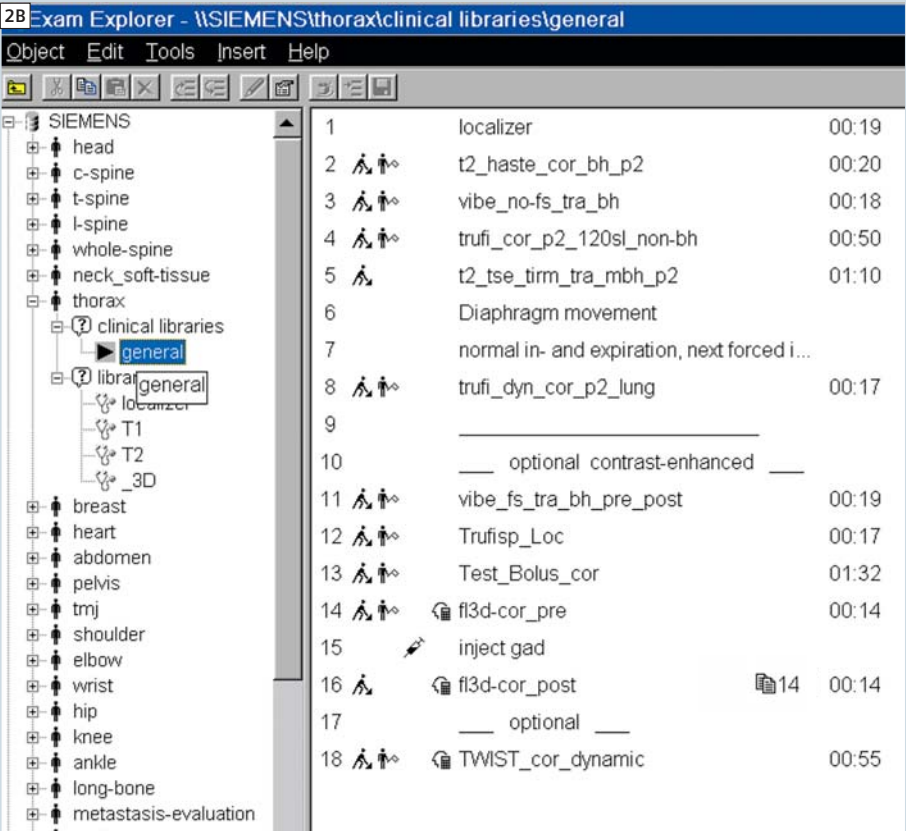 2B Exam Explorer - \\SIEMENS\thorax\clinical libraries\general
Object Edit Tools Insert Help
SIEMENS
head
c-spine
t-spine
l-spine
whole-spine
neck_soft-tissue
thorax
clinical libraries
general
general
localizer
T1
T2
_3D
breast
heart
abdomen
pelvis
tmj
shoulder
elbow
wrist
hip
knee
ankle
long-bone
metastasis-evaluation
1 localizer 00:19
2 t2_haste_cor_bh_p2 00:20
3 vibe_no-fs_tra_bh 00:18
4 trufi_cor_p2_120sl_non-bh 00:50
5 t2_tse_tirm_tra_mbh_p2 01:10
6 Diaphragm movement
7 normal in- and expiration, next forced i...
8 trufi_dyn_cor_p2_lung 00:17
9 ____________________
10 ___ optional contrast-enhanced ___
11 vibe_fs_tra_bh_pre_post 00:19
12 Trufisp_Loc 00:17
13 Test_Bolus_cor 01:32
14 fl3d-cor_pre 00:14
15 inject gad
16 fl3d-cor_post 14 00:14
17 ___ optional ___
18 TWIST_cor_dynamic 00:55